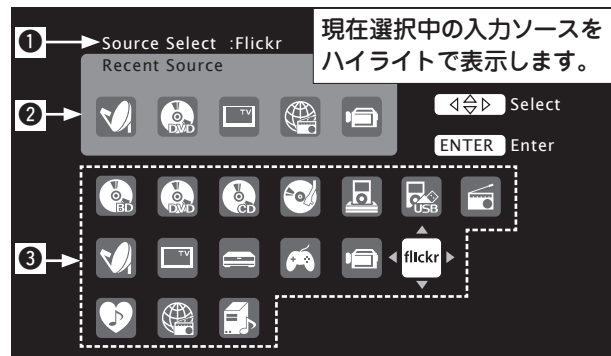 ❶ Source Select :Flickr
現在選択中の入力ソースを
ハイライトで表示します。
Recent Source
❷
DVD
TV
Select
ENTER Enter
BD
DVD
CD
USB
❸
TV
flickr